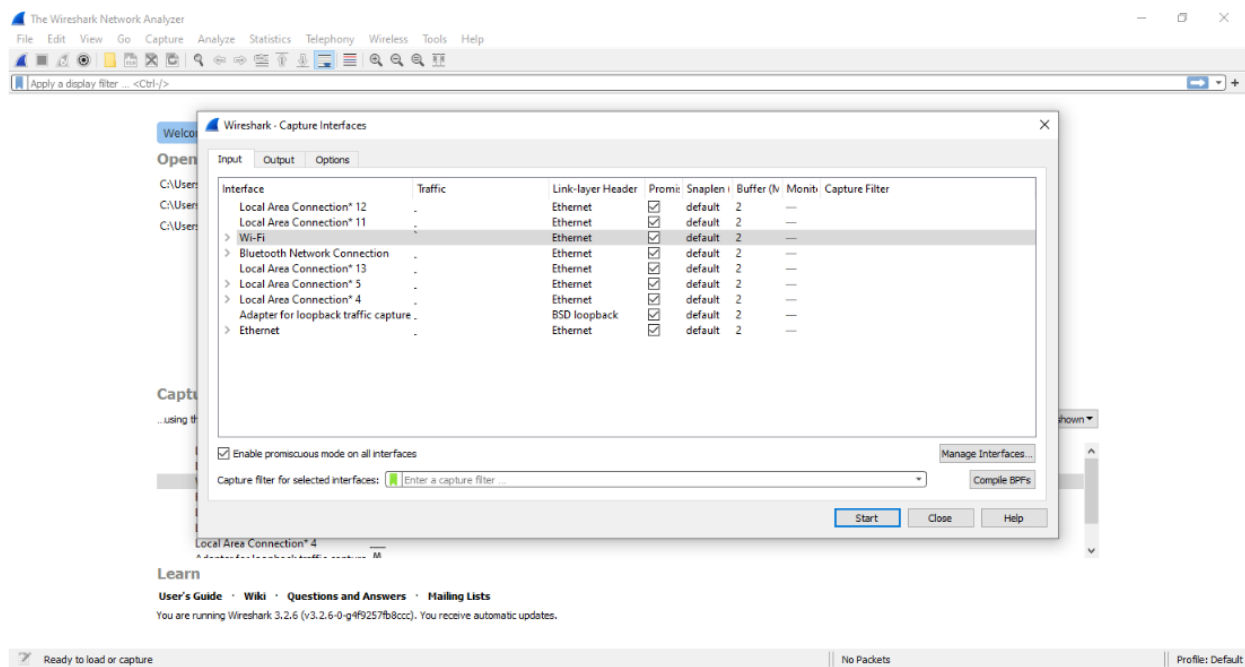 The Wireshark Network Analyzer
File Edit View Go Capture Analyze Statistics Telephony Wireless Tools Help
Apply a display filter ... <Ctrl-/>
Welco
Wireshark - Capture Interfaces
Open
Input Output Options
C:\Users
C:\Users
C:\Users
Interface Traffic Link-layer Header Promis Snaplen ( Buffer (M Monito Capture Filter
Local Area Connection* 12 Ethernet default 2 —
Local Area Connection* 11 Ethernet default 2 —
Wi-Fi Ethernet default 2 —
Bluetooth Network Connection Ethernet default 2 —
Local Area Connection* 13 Ethernet default 2 —
Local Area Connection* 5 Ethernet default 2 —
Local Area Connection* 4 Ethernet default 2 —
Adapter for loopback traffic capture BSD loopback default 2 —
Ethernet Ethernet default 2 —
Captu
...using th
shown
Enable promiscuous mode on all interfaces
Manage Interfaces...
Capture filter for selected interfaces: Enter a capture filter ...
Compile BPFs
Start Close Help
Local Area Connection* 4
Adapter for loopback traffic capture
Learn
User's Guide · Wiki · Questions and Answers · Mailing Lists
You are running Wireshark 3.2.6 (v3.2.6-0-g4f9257fb8ccc). You receive automatic updates.
Ready to load or capture
No Packets
Profile: Default